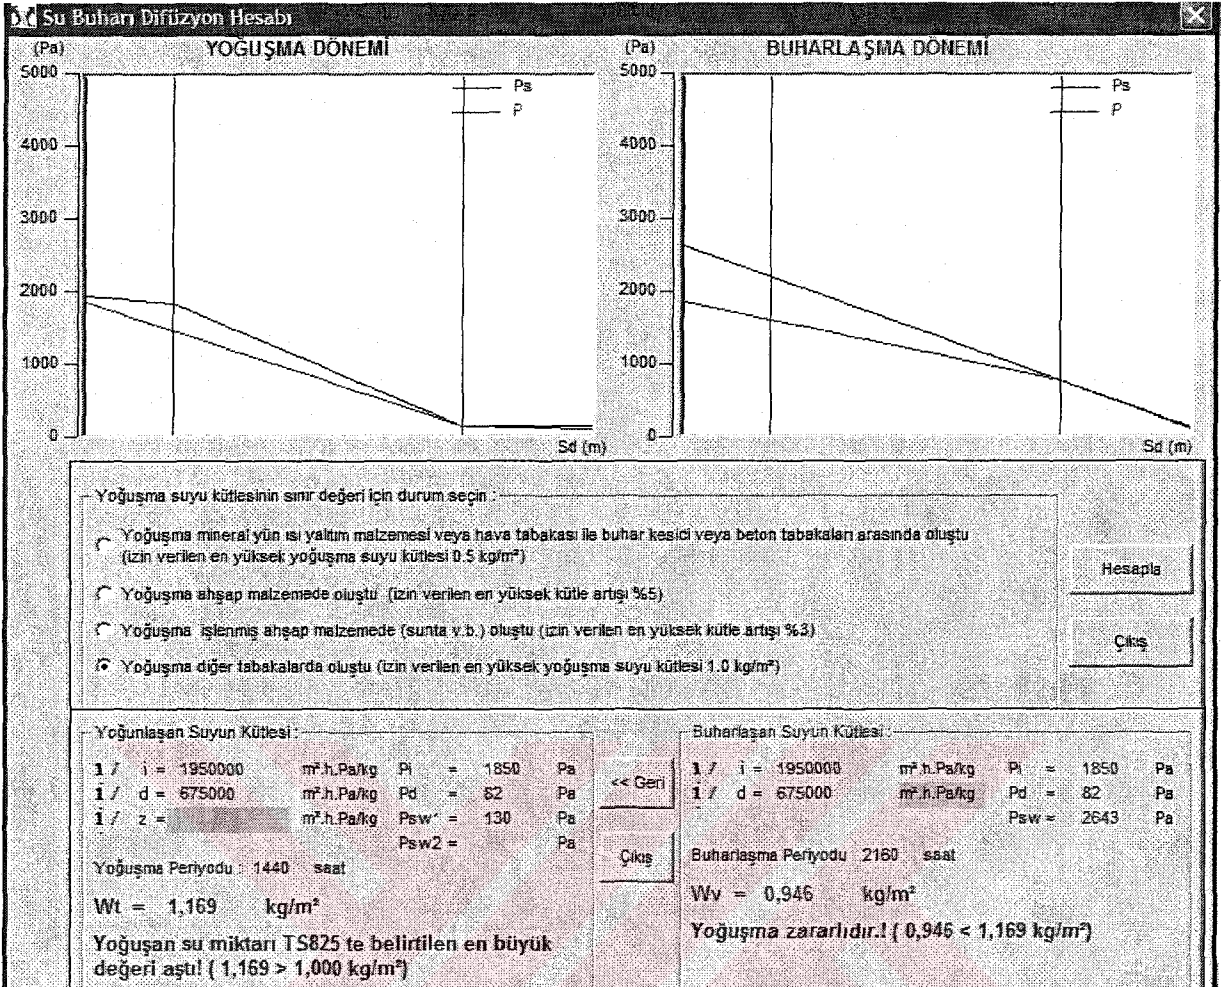 Su Buharı Difüzyon Hesabı
(Pa) YOĞUŞMA DÖNEMİ
5000
4000
3000
2000
1000
0
Ps
P
Sd (m)
(Pa) BUHARLAŞMA DÖNEMİ
5000
4000
3000
2000
1000
0
Ps
P
Sd (m)
Yoğuşma suyu kütlesinin sınır değeri için durum seçin :
Yoğuşma mineral yün ısı yalıtım malzemesi veya hava tabakası ile buhar kesici veya beton tabakaları arasında oluştu
(izin verilen en yüksek yoğuşma suyu kütlesi 0.5 kg/m²)
Yoğuşma ahşap malzemede oluştu (izin verilen en yüksek kütle artışı %5)
Yoğuşma işlenmiş ahşap malzemede (sunta v.b.) oluştu (izin verilen en yüksek kütle artışı %3)
Yoğuşma diğer tabakalarda oluştu (izin verilen en yüksek yoğuşma suyu kütlesi 1.0 kg/m²)
Hesapla
Çıkış
Yoğunlaşan Suyun Kütlesi :
1 / i = 1950000 m².h.Pa/kg Pi = 1850 Pa
1 / d = 675000 m².h.Pa/kg Pd = 82 Pa
1 / z = m².h.Pa/kg Psw1 = 130 Pa
Psw2 = Pa
Yoğuşma Periyodu : 1440 saat
Wt = 1,169 kg/m²
Yoğuşan su miktarı TS825 te belirtilen en büyük
değeri aştı! ( 1,169 > 1,000 kg/m²)
<< Geri
Çıkış
Buharlaşan Suyun Kütlesi :
1 / i = 1950000 m².h.Pa/kg Pi = 1850 Pa
1 / d = 675000 m².h.Pa/kg Pd = 82 Pa
Psw = 2643 Pa
Buharlaşma Periyodu 2160 saat
Wv = 0,946 kg/m²
Yoğuşma zararlıdır.! ( 0,946 < 1,169 kg/m²)